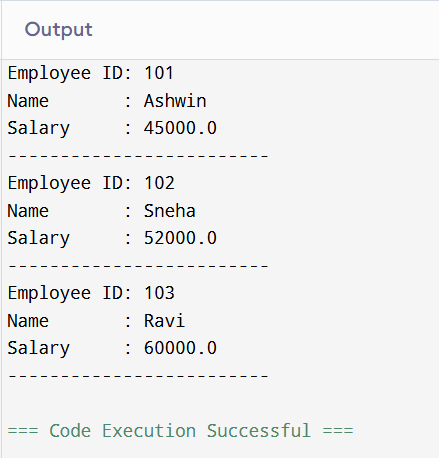 Output
Employee ID: 101
Name       : Ashwin
Salary     : 45000.0
-------------------------
Employee ID: 102
Name       : Sneha
Salary     : 52000.0
-------------------------
Employee ID: 103
Name       : Ravi
Salary     : 60000.0
-------------------------
=== Code Execution Successful ===